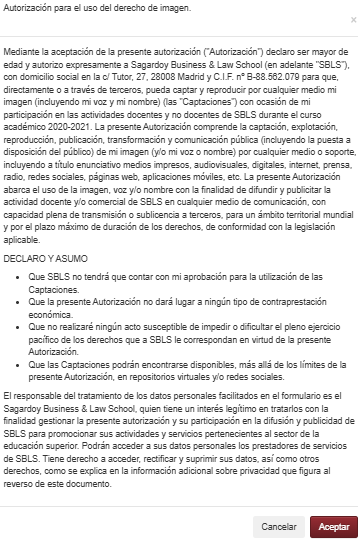 Autorización para el uso del derecho de imagen.
×
Mediante la aceptación de la presente autorización ("Autorización") declaro ser mayor de
edad y autorizo expresamente a Sagardoy Business & Law School (en adelante "SBLS"),
con domicilio social en la c/ Tutor, 27, 28008 Madrid y C.I.F. nº B-88.562.079 para que,
directamente o a través de terceros, pueda captar y reproducir por cualquier medio mi
imagen (incluyendo mi voz y mi nombre) (las "Captaciones") con ocasión de mi
participación en las actividades docentes y no docentes de SBLS durante el curso
académico 2020-2021. La presente Autorización comprende la captación, explotación,
reproducción, publicación, transformación y comunicación pública (incluyendo la puesta a
disposición del público) de mi imagen (y/o mi voz o nombre) por cualquier medio o soporte,
incluyendo a título enunciativo medios impresos, audiovisuales, digitales, internet, prensa,
radio, redes sociales, páginas web, aplicaciones móviles, etc. La presente Autorización
abarca el uso de la imagen, voz y/o nombre con la finalidad de difundir y publicitar la
actividad docente y/o comercial de SBLS en cualquier medio de comunicación, con
capacidad plena de transmisión o sublicencia a terceros, para un ámbito territorial mundial
y por el plazo máximo de duración de los derechos, de conformidad con la legislación
aplicable.
DECLARO Y ASUMO
• Que SBLS no tendrá que contar con mi aprobación para la utilización de las
Captaciones.
• Que la presente Autorización no dará lugar a ningún tipo de contraprestación
económica.
• Que no realizaré ningún acto susceptible de impedir o dificultar el pleno ejercicio
pacífico de los derechos que a SBLS le correspondan en virtud de la presente
Autorización.
• Que las Captaciones podrán encontrarse disponibles, más allá de los límites de la
presente Autorización, en repositorios virtuales y/o redes sociales.
El responsable del tratamiento de los datos personales facilitados en el formulario es el
Sagardoy Business & Law School, quien tiene un interés legítimo en tratarlos con la
finalidad gestionar la presente autorización y su participación en la difusión y publicidad de
SBLS para promocionar sus actividades y servicios pertenecientes al sector de la
educación superior. Podrán acceder a sus datos personales los prestadores de servicios
de SBLS. Tiene derecho a acceder, rectificar y suprimir sus datos, así como otros
derechos, como se explica en la información adicional sobre privacidad que figura al
reverso de este documento.
Cancelar
Aceptar